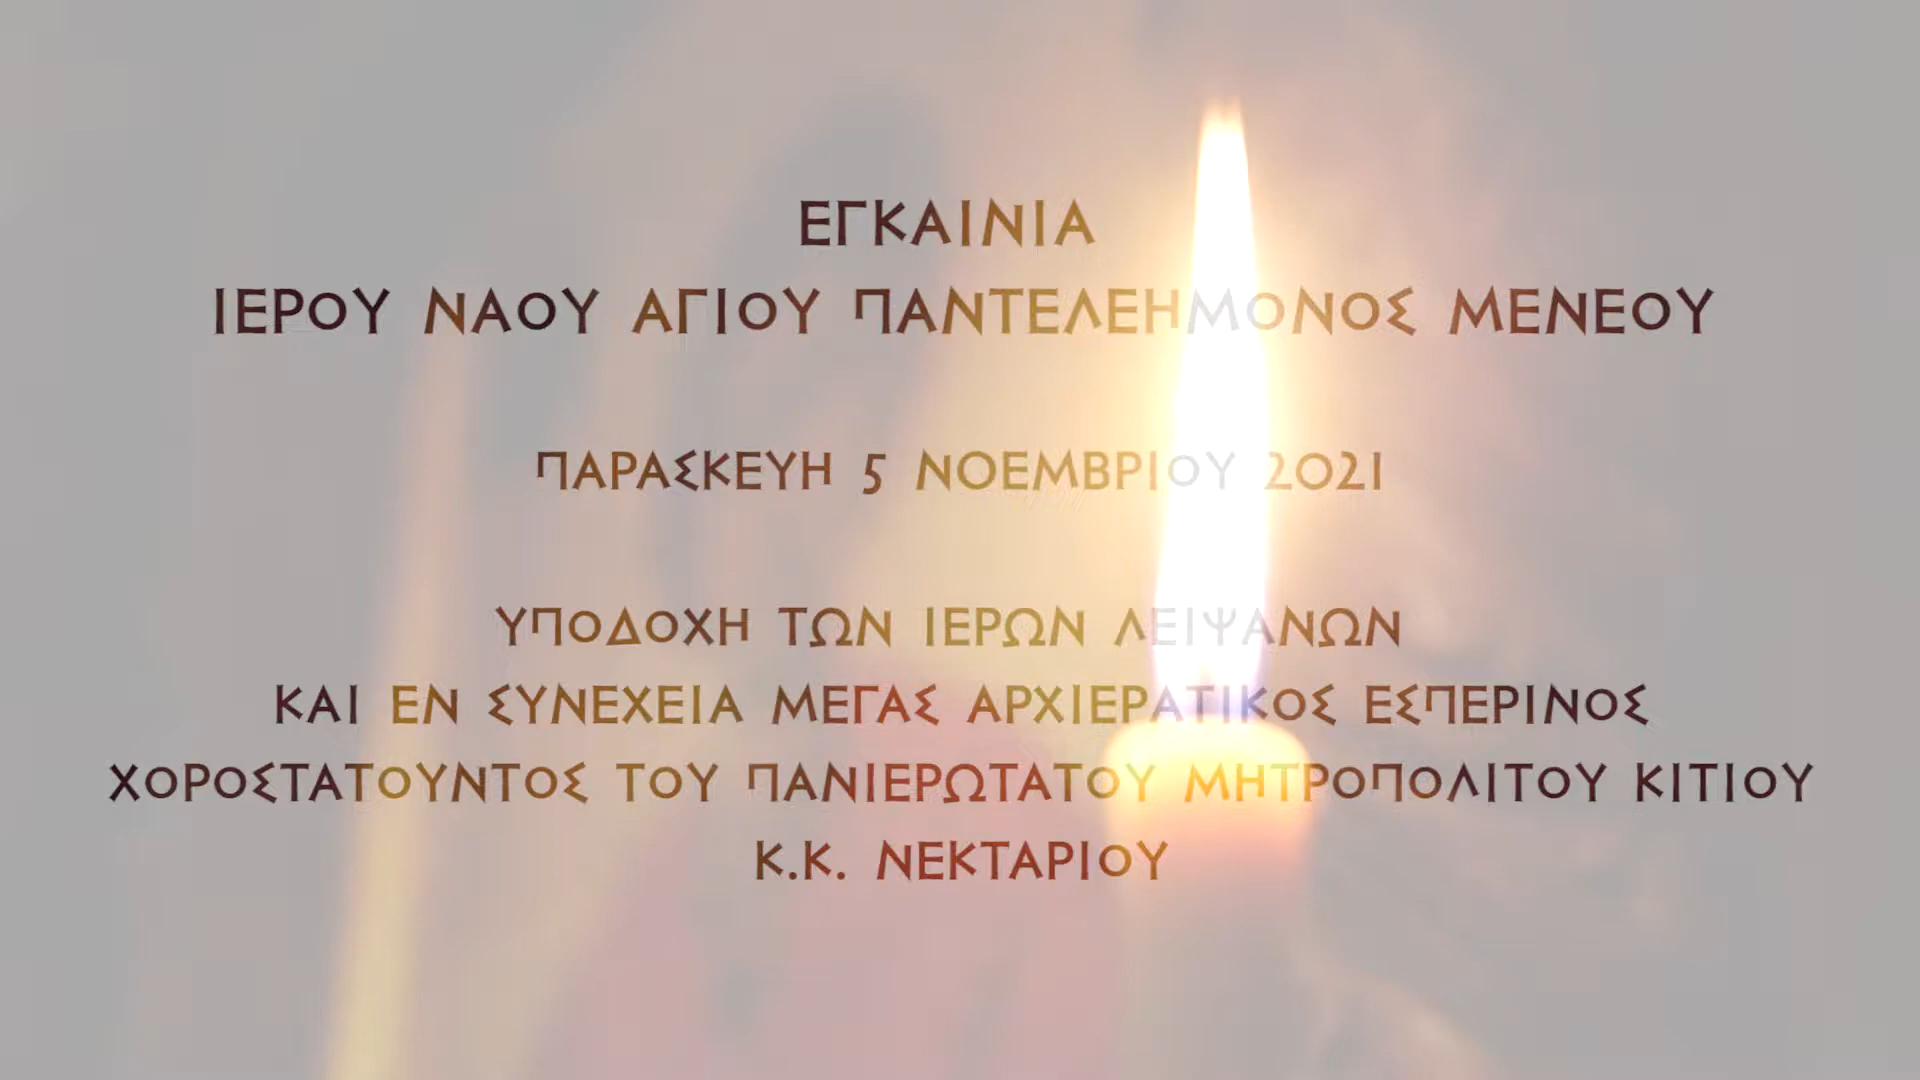 ΕΓΚΑΙΝΙΑ
ΙΕΡΟΥ ΝΑΟΥ ΑΓΙΟΥ ΠΑΝΤΕΛΕΗΜΟΝΟΣ ΜΕΝΕΟΥ
ΠΑΡΑΣΚΕΥΗ 5 ΝΟΕΜΒΡΙΟΥ 2021
ΥΠΟΔΟΧΗ ΤΩΝ ΙΕΡΩΝ ΛΕΙΨΑΝΩΝ
ΚΑΙ ΕΝ ΣΥΝΕΧΕΙΑ ΜΕΓΑΣ ΑΡΧΙΕΡΑΤΙΚΟΣ ΕΣΠΕΡΙΝΟΣ
ΧΟΡΟΣΤΑΤΟΥΝΤΟΣ ΤΟΥ ΠΑΝΙΕΡΩΤΑΤΟΥ ΜΗΤΡΟΠΟΛΙΤΟΥ ΚΙΤΙΟΥ
Κ.Κ. ΝΕΚΤΑΡΙΟΥ